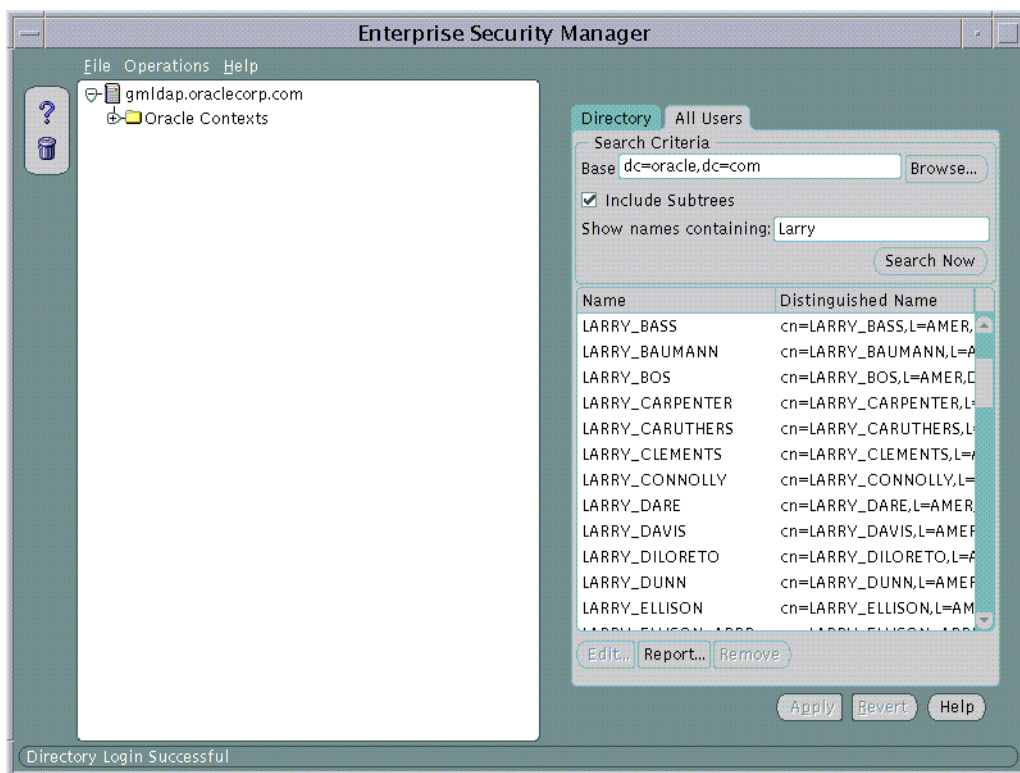 Enterprise Security Manager
File Operations Help
gmldap.oraclecorp.com
Oracle Contexts
Directory All Users
Search Criteria
Base dc=oracle,dc=com Browse...
Include Subtrees
Show names containing: Larry
Search Now
Name Distinguished Name
LARRY_BASS cn=LARRY_BASS,L=AMER,
LARRY_BAUMANN cn=LARRY_BAUMANN,L=A
LARRY_BOS cn=LARRY_BOS,L=AMER,D
LARRY_CARPENTER cn=LARRY_CARPENTER,L=
LARRY_CARUTHERS cn=LARRY_CARUTHERS,L=
LARRY_CLEMENTS cn=LARRY_CLEMENTS,L=A
LARRY_CONNOLLY cn=LARRY_CONNOLLY,L=
LARRY_DARE cn=LARRY_DARE,L=AMER,
LARRY_DAVIS cn=LARRY_DAVIS,L=AMER
LARRY_DILORETO cn=LARRY_DILORETO,L=A
LARRY_DUNN cn=LARRY_DUNN,L=AMER
LARRY_ELLISON cn=LARRY_ELLISON,L=AM
Edit... Report... Remove
Apply Revert Help
Directory Login Successful